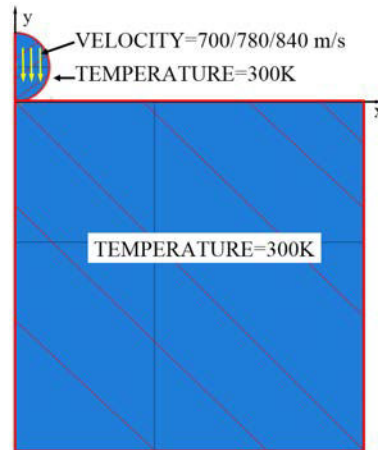 y
VELOCITY=700/780/840 m/s
TEMPERATURE=300K
x
TEMPERATURE=300K